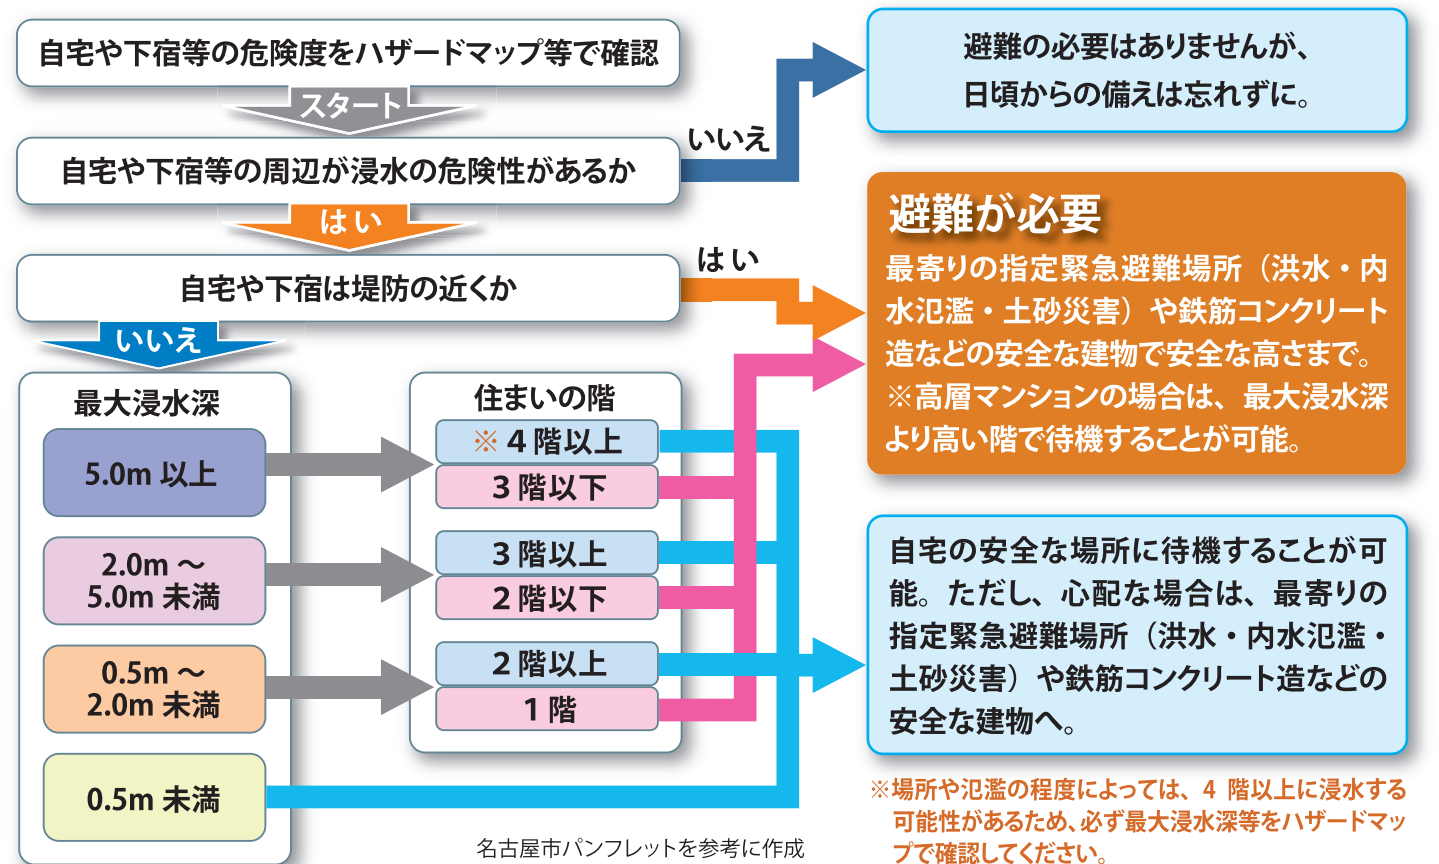 自宅や下宿等の危険度をハザードマップ等で確認
スタート
自宅や下宿等の周辺が浸水の危険性があるか
いいえ
避難の必要はありませんが、
日頃からの備えは忘れずに。
はい
自宅や下宿は堤防の近くか
はい
避難が必要
最寄りの指定緊急避難場所（洪水・内
水氾濫・土砂災害）や鉄筋コンクリート
造などの安全な建物で安全な高さまで。
※高層マンションの場合は、最大浸水深
より高い階で待機することが可能。
いいえ
最大浸水深
5.0m 以上
2.0m ～
5.0m 未満
0.5m ～
2.0m 未満
0.5m 未満
住まいの階
※ 4 階以上
3 階以下
3 階以上
2 階以下
2 階以上
1 階
自宅の安全な場所に待機することが可
能。ただし、心配な場合は、最寄りの
指定緊急避難場所（洪水・内水氾濫・
土砂災害）や鉄筋コンクリート造などの
安全な建物へ。
※場所や氾濫の程度によっては、4 階以上に浸水する
可能性があるため、必ず最大浸水深等をハザードマッ
プで確認してください。
名古屋市パンフレットを参考に作成